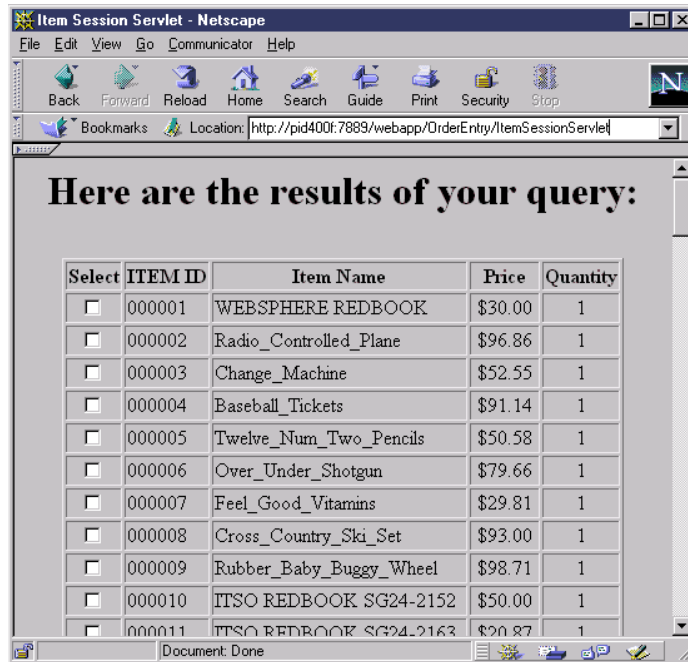 Item Session Servlet - Netscape
File Edit View Go Communicator Help
Back Forward Reload Home Search Guide Print Security Stop
N
Bookmarks Location: http://pid400f:7889/webapp/OrderEntry/ItemSessionServlet
Here are the results of your query:
Select ITEM ID Item Name Price Quantity
000001 WEBSPHERE REDBOOK $30.00 1
000002 Radio_Controlled_Plane $96.86 1
000003 Change_Machine $52.55 1
000004 Baseball_Tickets $91.14 1
000005 Twelve_Num_Two_Pencils $50.58 1
000006 Over_Under_Shotgun $79.66 1
000007 Feel_Good_Vitamins $29.81 1
000008 Cross_Country_Ski_Set $93.00 1
000009 Rubber_Baby_Buggy_Wheel $98.71 1
000010 ITSO REDBOOK SG24-2152 $50.00 1
000011 ITSO REDBOOK SG24-2163 $20.87 1
Document: Done